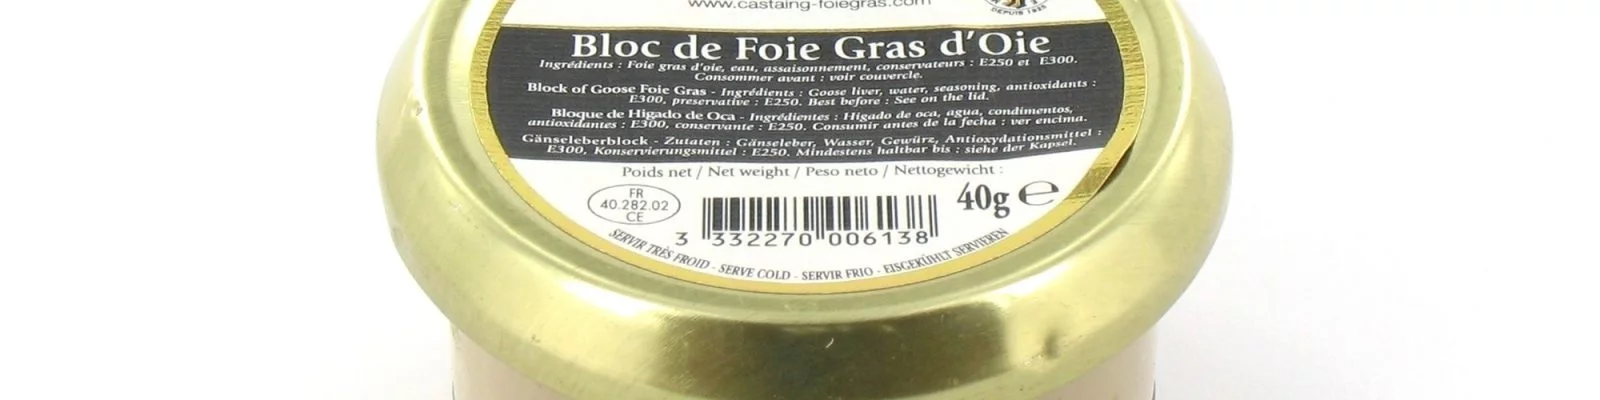 www.castaing-foiegras.com
DEPUIS 1925
Bloc de Foie Gras d'Oie
Ingrédients : Foie gras d'oie, eau, assaisonnement, conservateurs : E250 et E300.
Consommer avant : voir couvercle.
Block of Goose Foie Gras - Ingrédients : Goose liver, water, seasoning, antioxidants :
E300, preservative : E250. Best before : See on the lid.
Bloque de Higado de Oca - Ingredientes : Higado de oca, agua, condimentos,
antioxidantes : E300, conservante : E250. Consumir antes de la fecha : ver encima.
Gänseleberblock - Zutaten : Gänseleber, Wasser, Gewürz, Antioxydationsmittel :
E300, Konservierungsmittel : E250. Mindestens haltbar bis : siehe der Kapsel.
Poids net / Net weight / Peso neto / Nettogewicht :
40g ℮
FR
40.282.02
CE
3 332270 006138
SERVIR TRÈS FROID - SERVE COLD - SERVIR FRIO - EISGEKÜHLT SERVIEREN